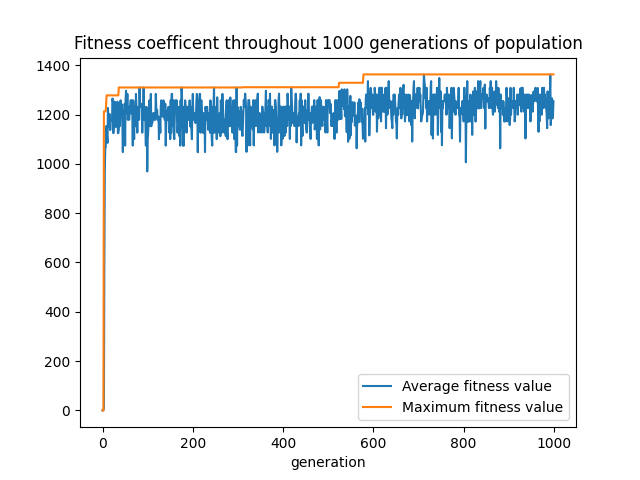 Fitness coefficent throughout 1000 generations of population
1400
1200
1000
800
600
400
200
0
Average fitness value
Maximum fitness value
0 200 400 600 800 1000
generation